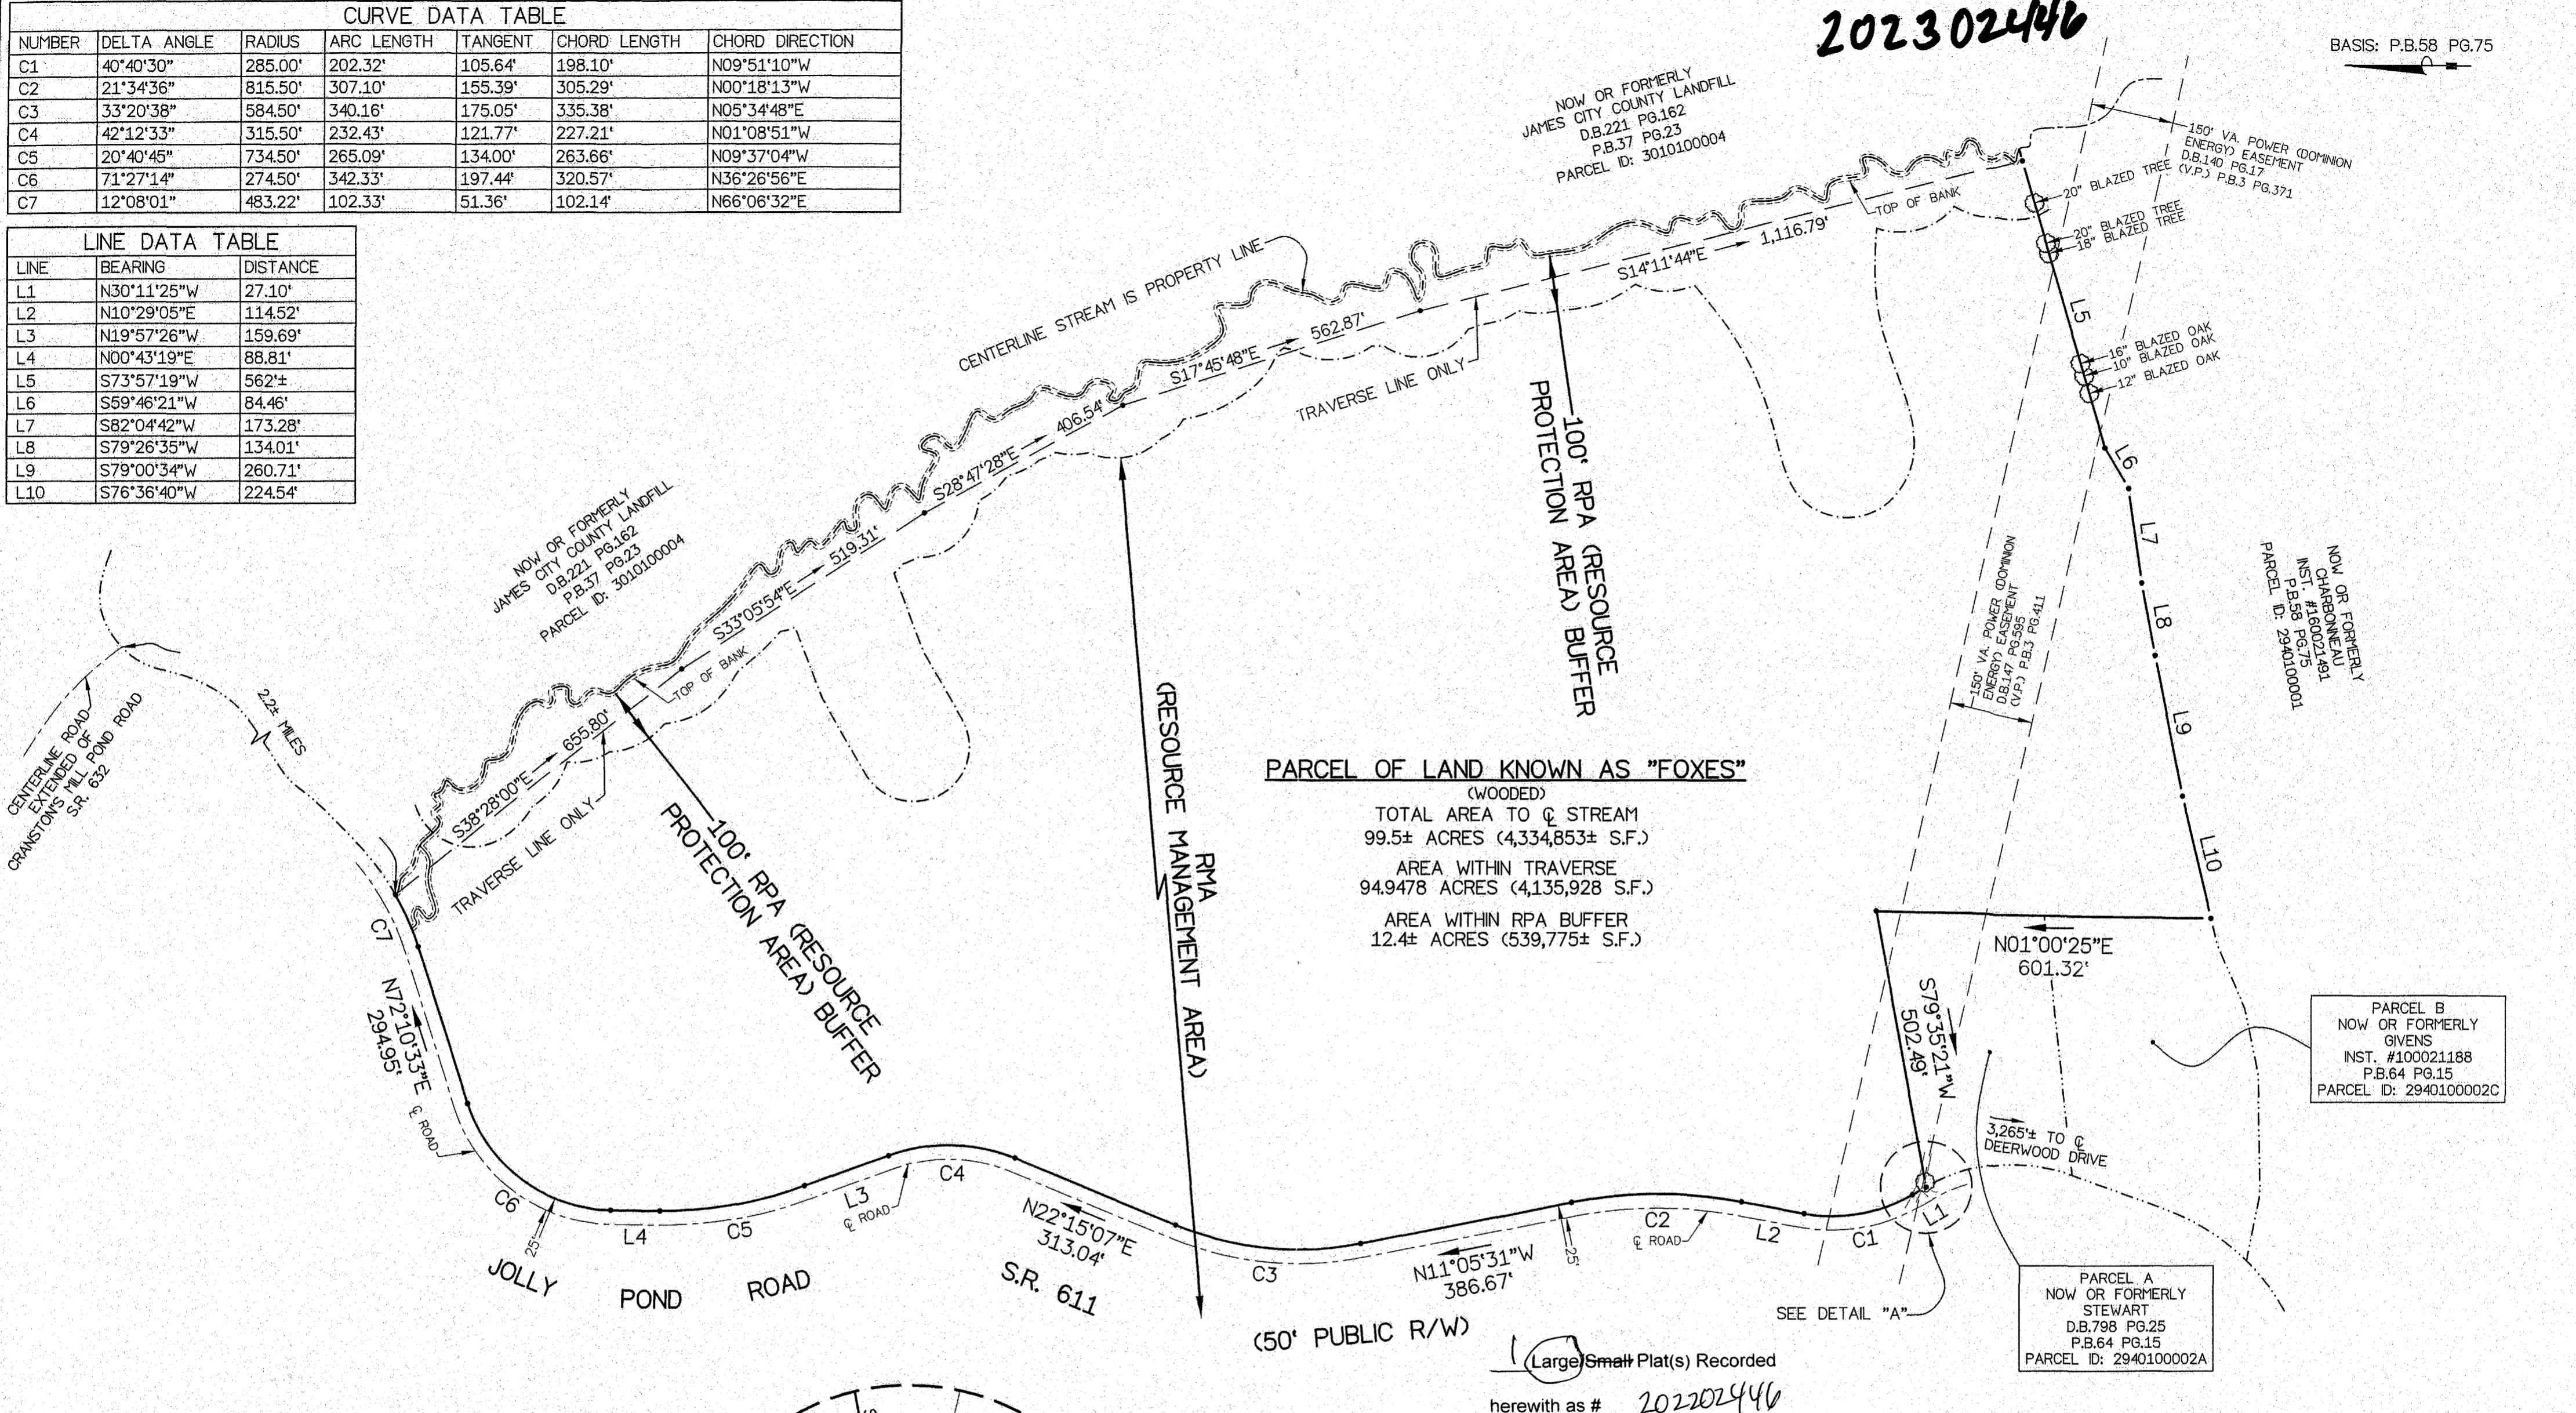 CURVE DATA TABLE
NUMBER DELTA ANGLE RADIUS ARC LENGTH TANGENT CHORD LENGTH CHORD DIRECTION
C1 40°40'30" 285.00' 202.32' 105.64' 198.10' N09°51'10"W
C2 21°34'36" 815.50' 307.10' 155.39' 305.29' N00°18'13"W
C3 33°20'38" 584.50' 340.16' 175.05' 335.38' N05°34'48"E
C4 42°12'33" 315.50' 232.43' 121.77' 227.21' N01°08'51"W
C5 20°40'45" 734.50' 265.09' 134.00' 263.66' N09°37'04"W
C6 71°27'14" 274.50' 342.33' 197.44' 320.57' N36°26'56"E
C7 12°08'01" 483.22' 102.33' 51.36' 102.14' N66°06'32"E
LINE DATA TABLE
LINE BEARING DISTANCE
L1 N30°11'25"W 27.10'
L2 N10°29'05"E 114.52'
L3 N19°57'26"W 159.69'
L4 N00°43'19"E 88.81'
L5 S73°57'19"W 562'±
L6 S59°46'21"W 84.46'
L7 S82°04'42"W 173.28'
L8 S79°26'35"W 134.01'
L9 S79°00'34"W 260.71'
L10 S76°36'40"W 224.54'
202302446
BASIS: P.B.58 PG.75
NOW OR FORMERLY
JAMES CITY COUNTY LANDFILL
D.B.221 PG.162
P.B.37 PG.23
PARCEL ID: 3010100004
150' VA. POWER (DOMINION
ENERGY) EASEMENT
D.B.140 PG.17
(V.P.) P.B.3 PG.371
20" BLAZED TREE
20" BLAZED TREE
18" BLAZED TREE
TOP OF BANK
S14°11'44"E 1,116.79'
CENTERLINE STREAM IS PROPERTY LINE
L5
16" BLAZED OAK
10" BLAZED OAK
12" BLAZED OAK
S17°45'48"E 562.87'
TRAVERSE LINE ONLY
100' RPA (RESOURCE
PROTECTION AREA) BUFFER
S28°47'28"E 406.54'
L6
L7
L8
L9
L10
NOW OR FORMERLY
JAMES CITY COUNTY LANDFILL
D.B.221 PG.162
P.B.37 PG.23
PARCEL ID: 3010100004
S33°05'54"E 519.31'
TOP OF BANK
NOW OR FORMERLY
CHARBONNEAU
INST. #160021491
P.B.58 PG.75
PARCEL ID: 2940100001
150' VA. POWER (DOMINION
ENERGY) EASEMENT
D.B.147 PG.595
(V.P.) P.B.3 PG.411
2.2± MILES
CENTERLINE ROAD
EXTENDED OF
CRANSTON'S MILL POND ROAD
S.R. 632
S38°28'00"E 655.80'
TRAVERSE LINE ONLY
100' RPA (RESOURCE
PROTECTION AREA) BUFFER
RMA
(RESOURCE MANAGEMENT AREA)
PARCEL OF LAND KNOWN AS "FOXES"
(WOODED)
TOTAL AREA TO ℄ STREAM
99.5± ACRES (4,334,853± S.F.)
AREA WITHIN TRAVERSE
94.9478 ACRES (4,135,928 S.F.)
AREA WITHIN RPA BUFFER
12.4± ACRES (539,775± S.F.)
N01°00'25"E
601.32'
S79°35'21"W
502.49'
PARCEL B
NOW OR FORMERLY
GIVENS
INST. #100021188
P.B.64 PG.15
PARCEL ID: 2940100002C
3,265'± TO ℄
DEERWOOD DRIVE
C7
N72°10'33"E
294.95'
℄ ROAD
C6
25'
L4
C5
L3
℄ ROAD
C4
N22°15'07"E
313.04'
C3
N11°05'31"W
386.67'
25'
C2
℄ ROAD
L2
C1
L1
JOLLY POND ROAD
S.R. 611
(50' PUBLIC R/W)
SEE DETAIL "A"
PARCEL A
NOW OR FORMERLY
STEWART
D.B.798 PG.25
P.B.64 PG.15
PARCEL ID: 2940100002A
1 Large/Small Plat(s) Recorded
herewith as # 202202446